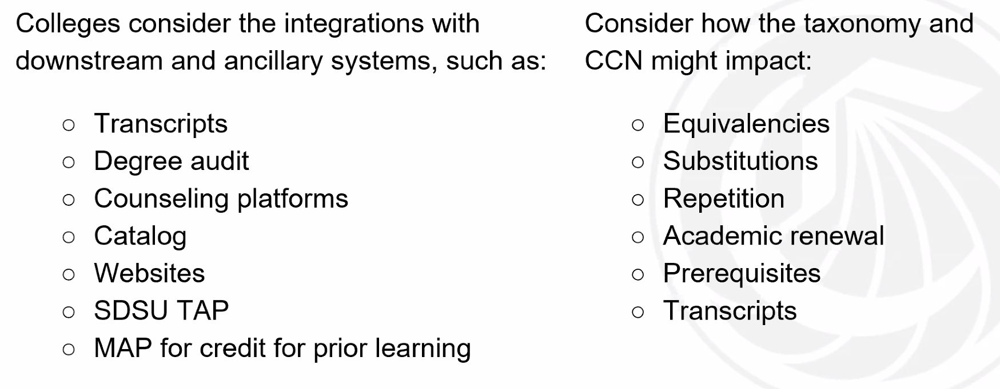 Colleges consider the integrations with
downstream and ancillary systems, such as:
○ Transcripts
○ Degree audit
○ Counseling platforms
○ Catalog
○ Websites
○ SDSU TAP
○ MAP for credit for prior learning
Consider how the taxonomy and
CCN might impact:
○ Equivalencies
○ Substitutions
○ Repetition
○ Academic renewal
○ Prerequisites
○ Transcripts